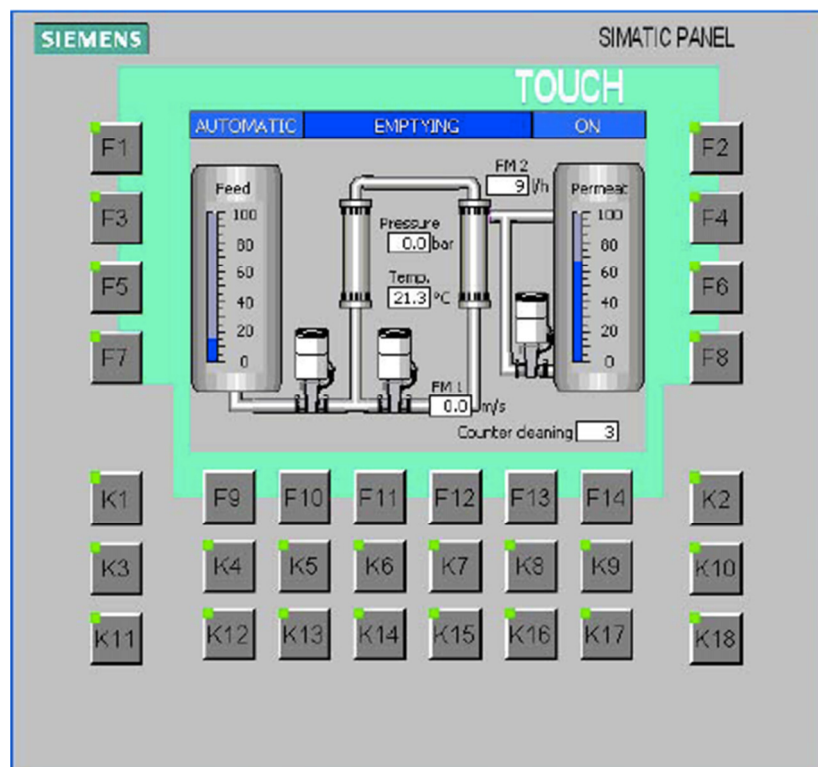 SIEMENS
SIMATIC PANEL
TOUCH
AUTOMATIC EMPTYING ON
F1
F2
FM 2
9 l/h
Feed
Permeat
F3
F4
100
80
60
40
20
0
Pressure
0.0 bar
Temp.
21.3 °C
100
80
60
40
20
0
F5
F6
F7
F8
FM 1
0.0 m/s
Counter cleaning 3
K1 F9 F10 F11 F12 F13 F14 K2
K3 K4 K5 K6 K7 K8 K9 K10
K11 K12 K13 K14 K15 K16 K17 K18